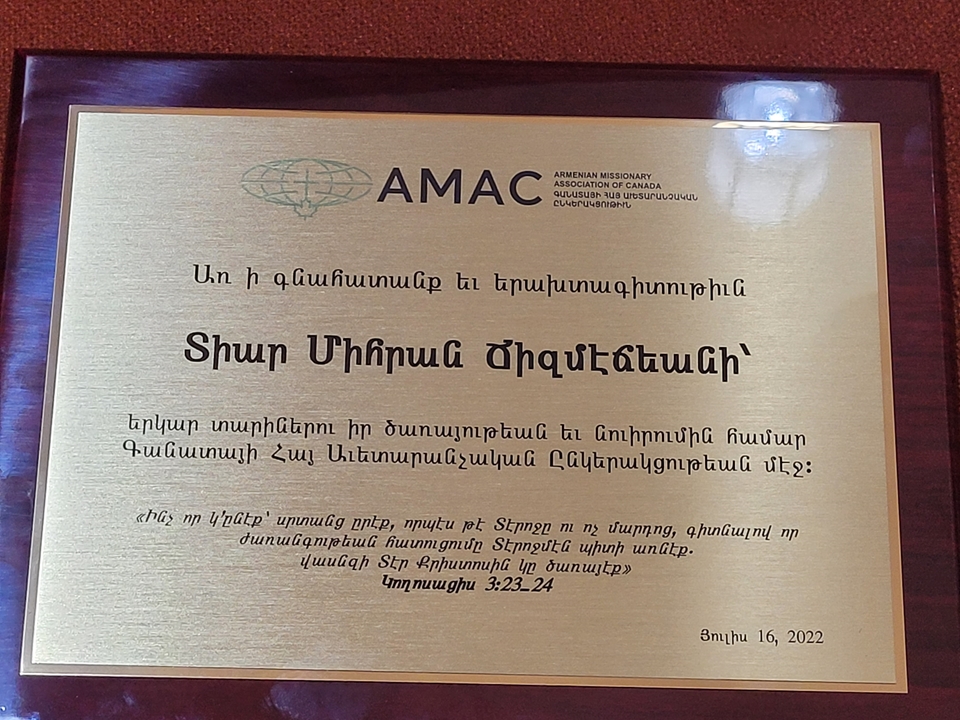 AMAC
ARMENIAN MISSIONARY
ASSOCIATION OF CANADA
ԳԱՆԱՏԱՅԻ ՀԱՅ ԱՒԵՏԱՐԱՆՉԱԿԱՆ
ԸՆԿԵՐԱԿՑՈՒԹԻՒՆ
Առ ի գնահատանք եւ երախտագիտութիւն
Տիար Միհրան Ճիզմէճեանի՝
երկար տարիներու իր ծառայութեան եւ նուիրումին համար
Գանատայի Հայ Աւետարանչական Ընկերակցութեան մէջ:
«Ինչ որ կ'ընէք՝ սրտանց ըրէք, որպէս թէ Տէրոջը ու ոչ մարդոց, գիտնալով որ
ժառանգութեան հատուցումը Տէրոջմէն պիտի առնէք.
վասնզի Տէր Քրիստոսին կը ծառայէք»
Կողոսացիս 3:23_24
Յուլիս 16, 2022